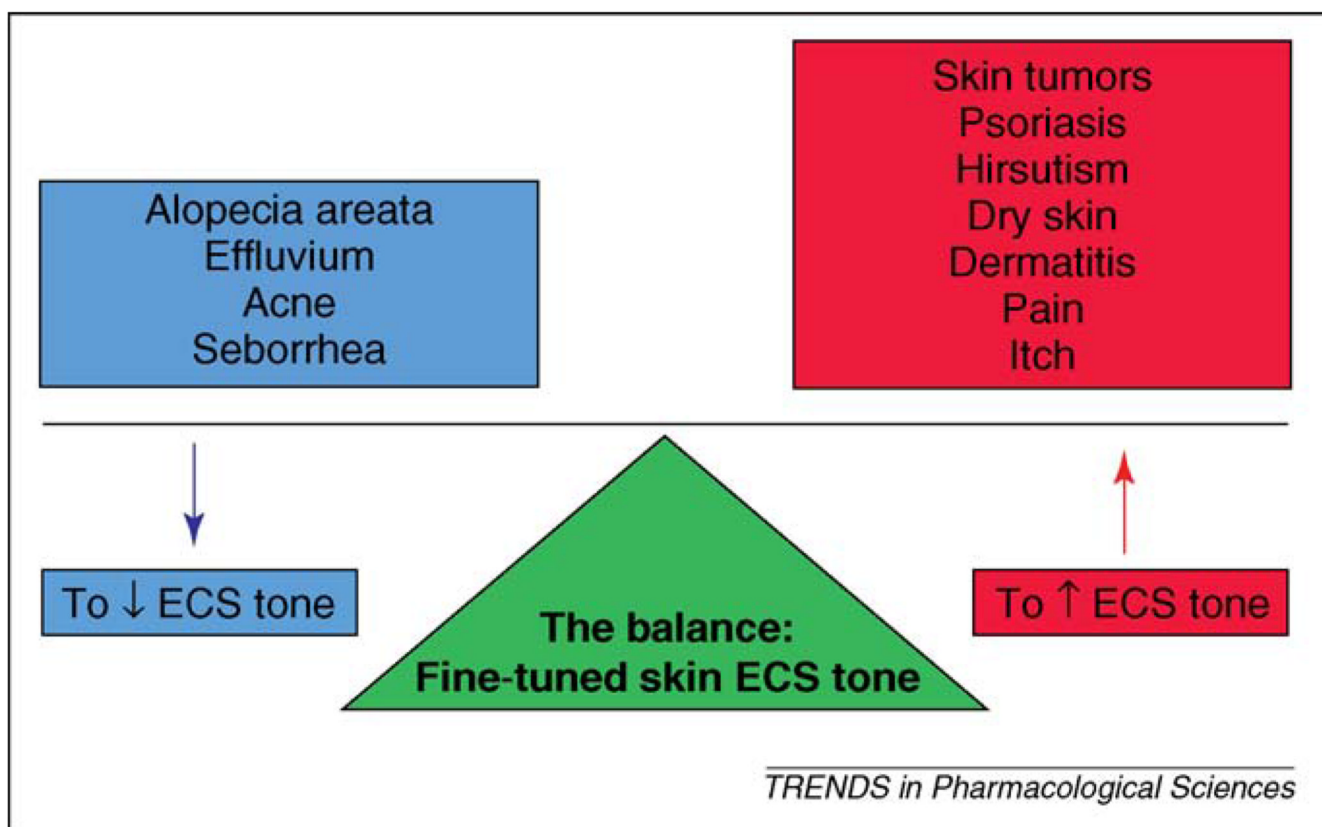 Alopecia areata
Effluvium
Acne
Seborrhea
Skin tumors
Psoriasis
Hirsutism
Dry skin
Dermatitis
Pain
Itch
To ↓ ECS tone
The balance:
Fine-tuned skin ECS tone
To ↑ ECS tone
TRENDS in Pharmacological Sciences